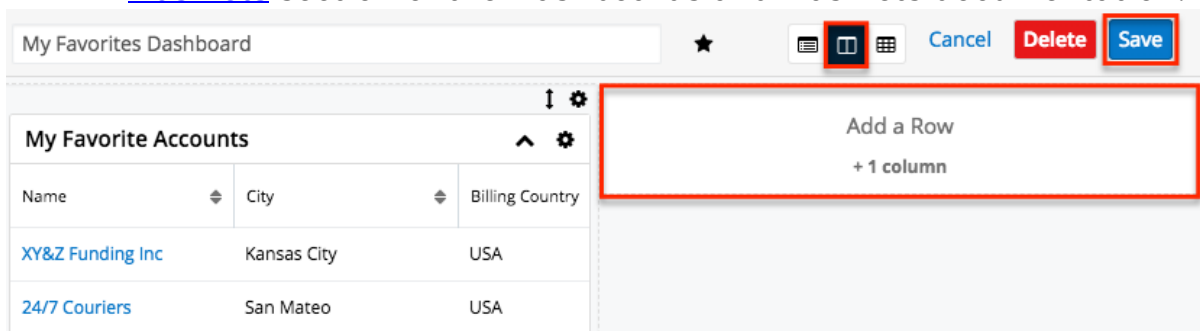 My Favorites Dashboard
Cancel Delete Save
My Favorite Accounts
Name City Billing Country
XY&Z Funding Inc Kansas City USA
24/7 Couriers San Mateo USA
Add a Row
+ 1 column